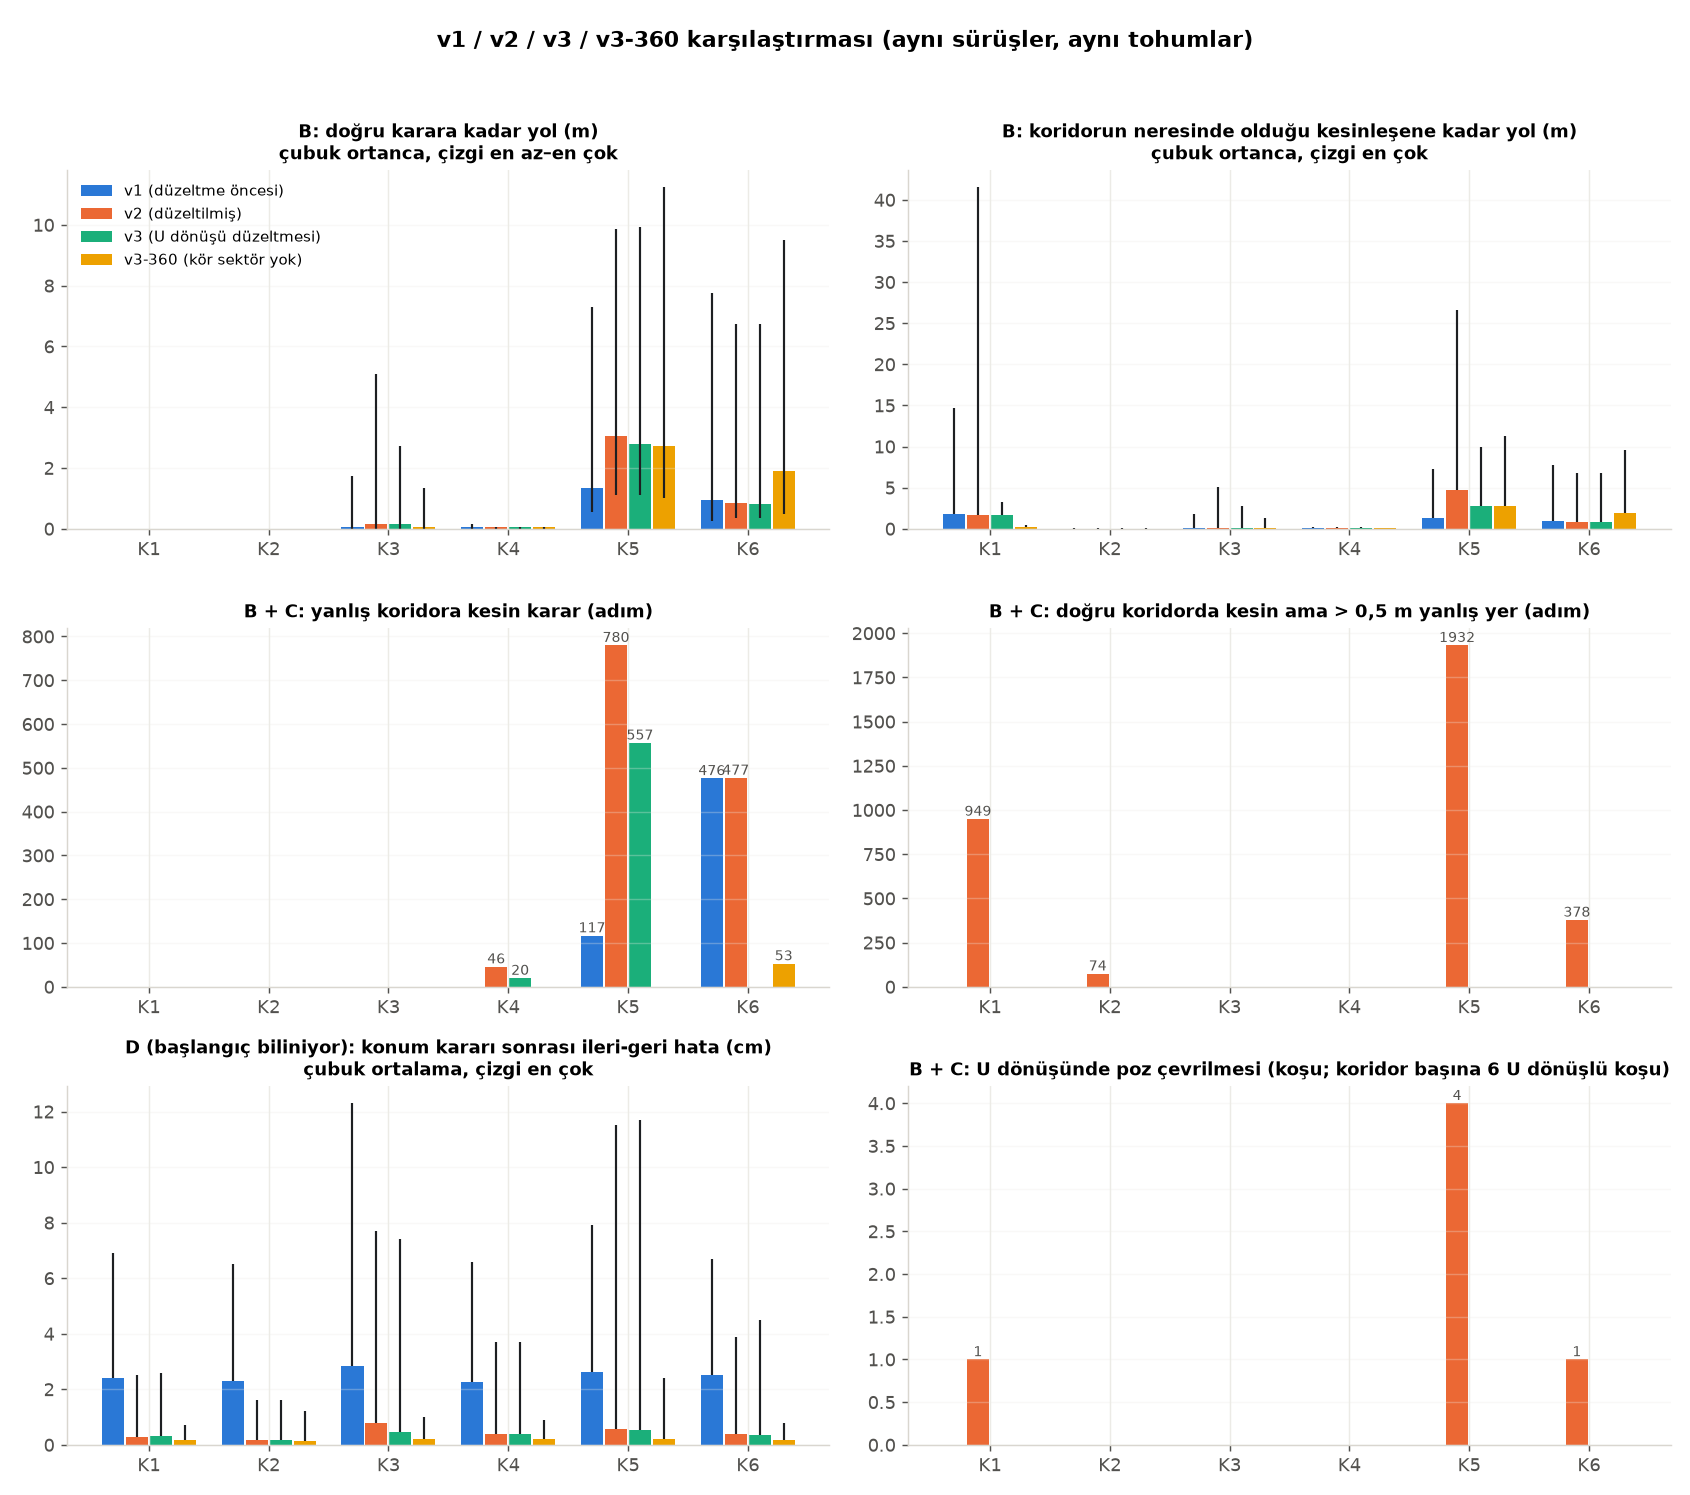 v1 / v2 / v3 / v3-360 karşılaştırması (aynı sürüşler, aynı tohumlar)
B: doğru karara kadar yol (m)
çubuk ortanca, çizgi en az–en çok
v1 (düzeltme öncesi)
v2 (düzeltilmiş)
v3 (U dönüşü düzeltmesi)
v3-360 (kör sektör yok)
10
8
6
4
2
0
K1 K2 K3 K4 K5 K6
B: koridorun neresinde olduğu kesinleşene kadar yol (m)
çubuk ortanca, çizgi en çok
40
35
30
25
20
15
10
5
0
K1 K2 K3 K4 K5 K6
B + C: yanlış koridora kesin karar (adım)
800
700
600
500
400
300
200
100
0
46 20 117 780 557 476 477 53
K1 K2 K3 K4 K5 K6
B + C: doğru koridorda kesin ama > 0,5 m yanlış yer (adım)
2000
1750
1500
1250
1000
750
500
250
0
949 74 1932 378
K1 K2 K3 K4 K5 K6
D (başlangıç biliniyor): konum kararı sonrası ileri-geri hata (cm)
çubuk ortalama, çizgi en çok
12
10
8
6
4
2
0
K1 K2 K3 K4 K5 K6
B + C: U dönüşünde poz çevrilmesi (koşu; koridor başına 6 U dönüşlü koşu)
4.0
3.5
3.0
2.5
2.0
1.5
1.0
0.5
0.0
1 4 1
K1 K2 K3 K4 K5 K6